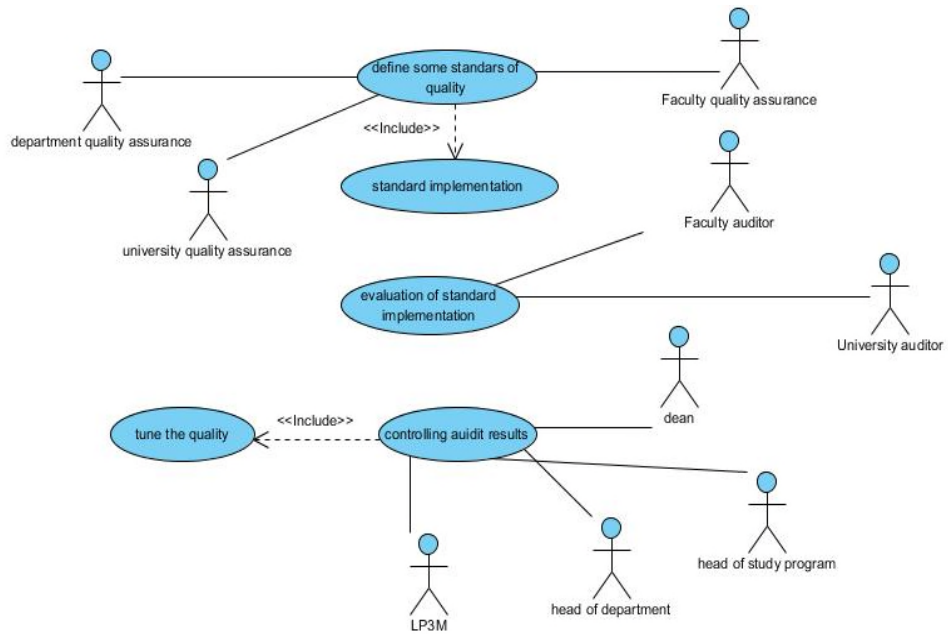 define some standars of
quality
Faculty quality assurance
department quality assurance
<<Include>>
standard implementation
Faculty auditor
university quality assurance
evaluation of standard
implementation
University auditor
dean
<<Include>>
tune the quality
controlling auidit results
head of study program
head of department
LP3M